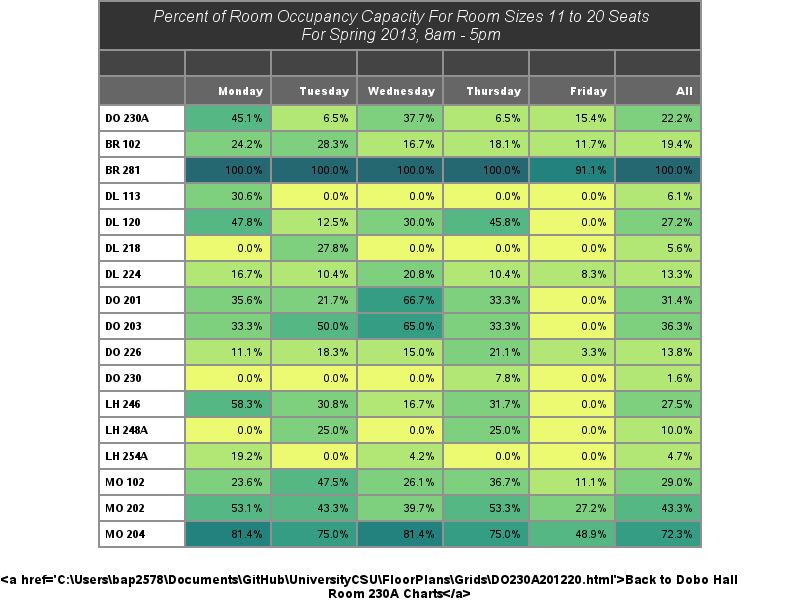 Percent of Room Occupancy Capacity For Room Sizes 11 to 20 Seats
For Spring 2013, 8am - 5pm
Monday Tuesday Wednesday Thursday Friday All
DO 230A 45.1% 6.5% 37.7% 6.5% 15.4% 22.2%
BR 102 24.2% 28.3% 16.7% 18.1% 11.7% 19.4%
BR 281 100.0% 100.0% 100.0% 100.0% 91.1% 100.0%
DL 113 30.6% 0.0% 0.0% 0.0% 0.0% 6.1%
DL 120 47.8% 12.5% 30.0% 45.8% 0.0% 27.2%
DL 218 0.0% 27.8% 0.0% 0.0% 0.0% 5.6%
DL 224 16.7% 10.4% 20.8% 10.4% 8.3% 13.3%
DO 201 35.6% 21.7% 66.7% 33.3% 0.0% 31.4%
DO 203 33.3% 50.0% 65.0% 33.3% 0.0% 36.3%
DO 226 11.1% 18.3% 15.0% 21.1% 3.3% 13.8%
DO 230 0.0% 0.0% 0.0% 7.8% 0.0% 1.6%
LH 246 58.3% 30.8% 16.7% 31.7% 0.0% 27.5%
LH 248A 0.0% 25.0% 0.0% 25.0% 0.0% 10.0%
LH 254A 19.2% 0.0% 4.2% 0.0% 0.0% 4.7%
MO 102 23.6% 47.5% 26.1% 36.7% 11.1% 29.0%
MO 202 53.1% 43.3% 39.7% 53.3% 27.2% 43.3%
MO 204 81.4% 75.0% 81.4% 75.0% 48.9% 72.3%
<a href='C:\Users\bap2578\Documents\GitHub\UniversityCSU\FloorPlans\Grids\DO230A201220.html'>Back to Dobo Hall
Room 230A Charts</a>